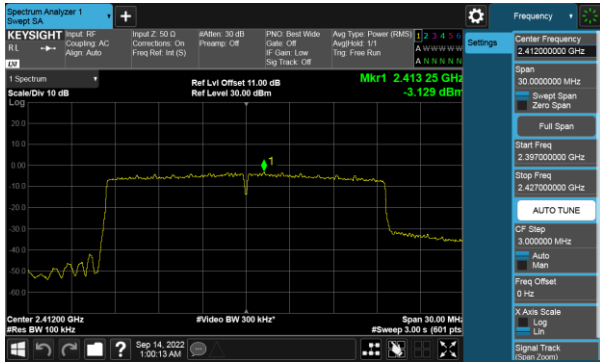 Spectrum Analyzer 1
Swept SA
Frequency
KEYSIGHT Input: RF Input Z: 50 Ω #Atten: 30 dB PNO: Best Wide Avg Type: Power (RMS) 1 2 3 4 5 6
RL Coupling: AC Corrections: On Preamp: Off Gate: Off Avg|Hold: 1/1 A W W W W W
Align: Auto Freq Ref: Int (S) IF Gain: Low Trig: Free Run
Sig Track: Off A N N N N N
LXI
1 Spectrum
Scale/Div 10 dB
Log
Ref Lvl Offset 11.00 dB
Ref Level 30.00 dBm
Mkr1 2.413 25 GHz
-3.129 dBm
1
20.0
10.0
0.00
-10.0
-20.0
-30.0
-40.0
-50.0
-60.0
Center 2.41200 GHz #Video BW 300 kHz* Span 30.00 MHz
#Res BW 100 kHz #Sweep 3.00 s (601 pts)
Sep 14, 2022
1:00:13 AM
Settings
Center Frequency
2.412000000 GHz
Span
30.0000000 MHz
Swept Span
Zero Span
Full Span
Start Freq
2.397000000 GHz
Stop Freq
2.427000000 GHz
AUTO TUNE
CF Step
3.000000 MHz
Auto
Man
Freq Offset
0 Hz
X Axis Scale
Log
Lin
Signal Track
(Span Zoom)